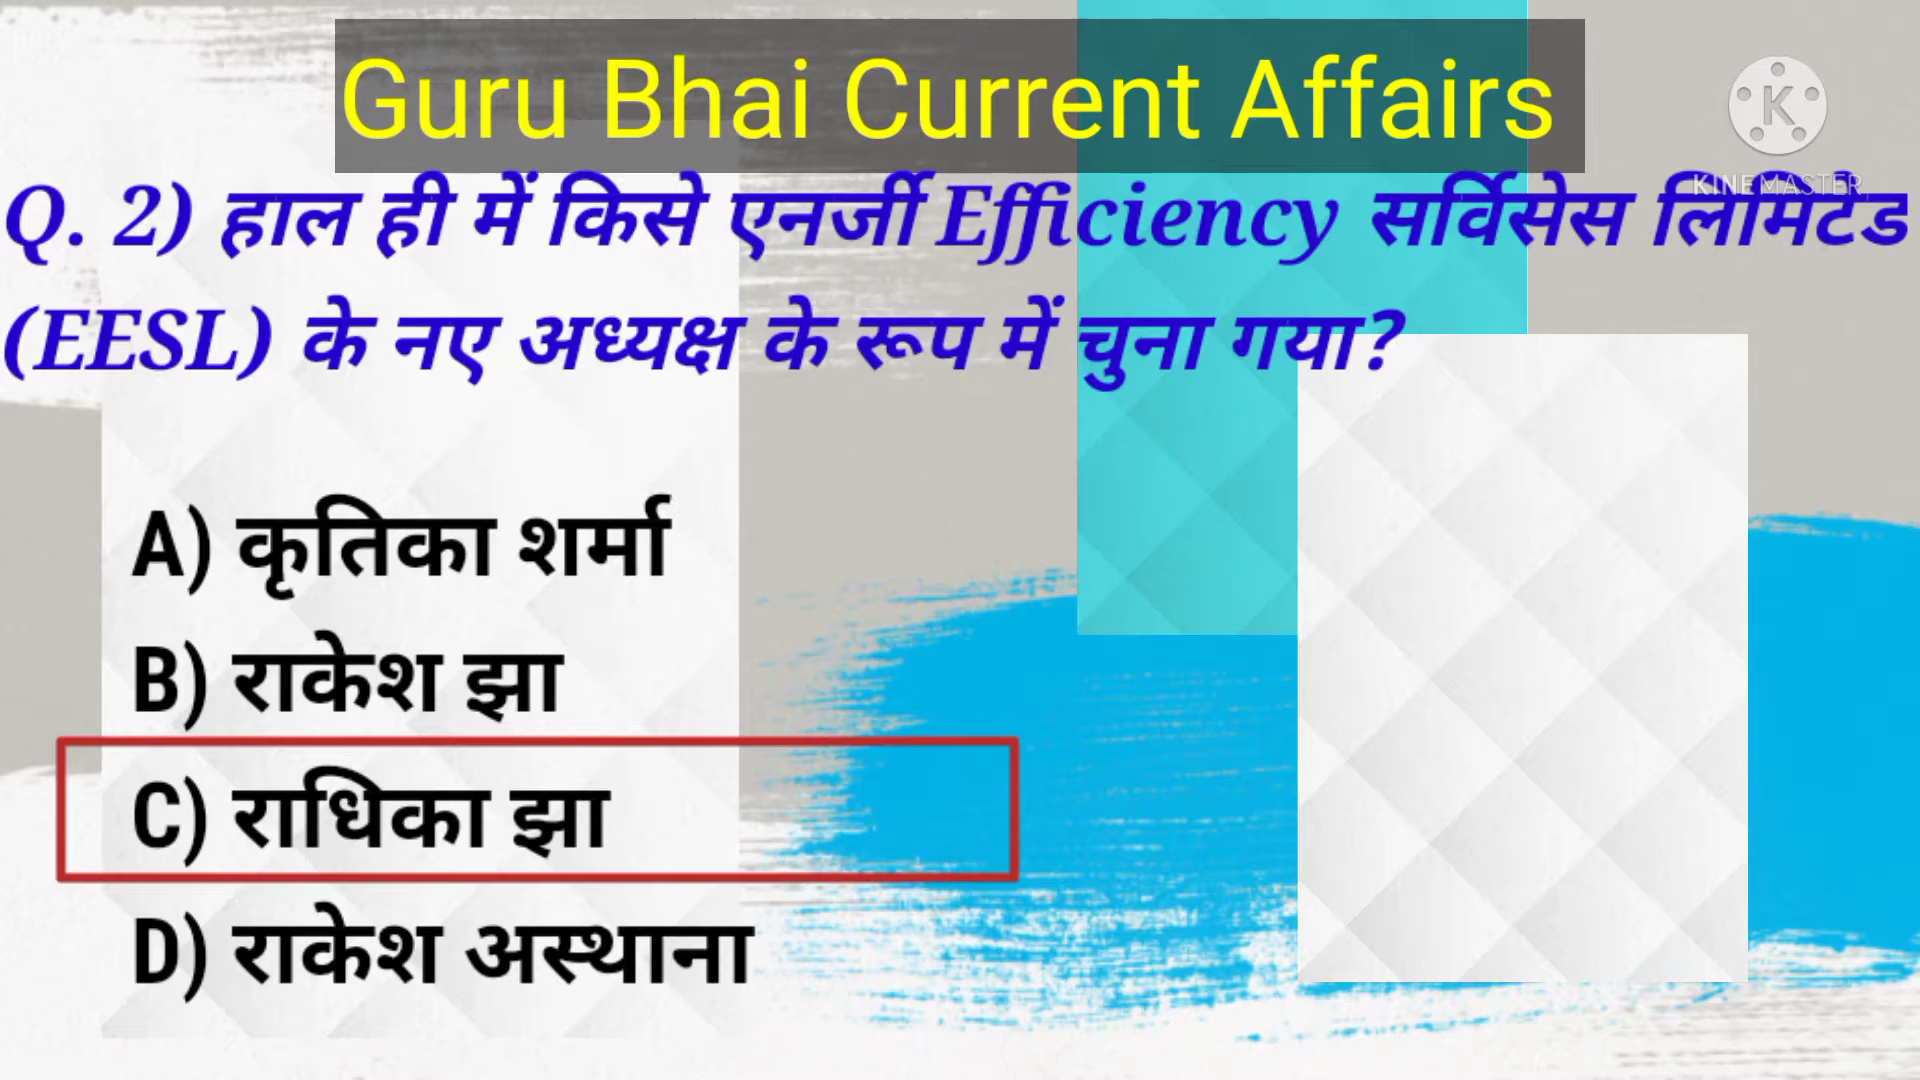 Guru Bhai Current Affairs
K
KINEMASTER
Q. 2) हाल ही में किसे एनर्जी Efficiency सर्विसेस लिमिटेड
(EESL) के नए अध्यक्ष के रूप में चुना गया?
A) कृतिका शर्मा
B) राकेश झा
C) राधिका झा
D) राकेश अस्थाना